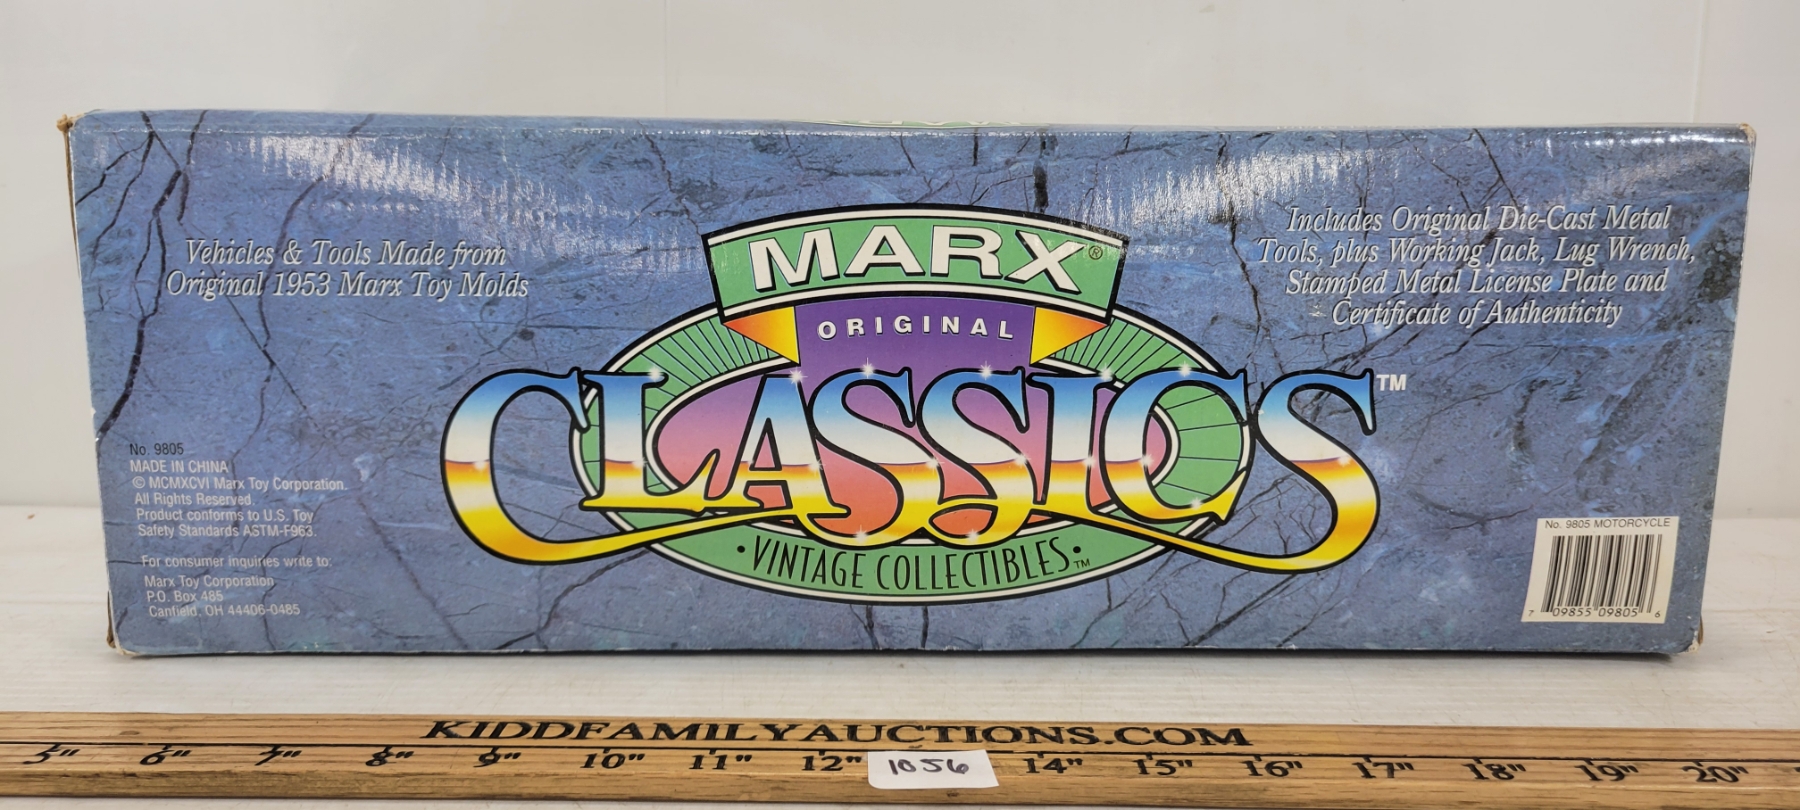 Vehicles & Tools Made from
Original 1953 Marx Toy Molds
MARX®
ORIGINAL
CLASSICS™
• VINTAGE COLLECTIBLES • ™
Includes Original Die-Cast Metal
Tools, plus Working Jack, Lug Wrench,
Stamped Metal License Plate and
Certificate of Authenticity
No. 9805
MADE IN CHINA
© MCMXCVI Marx Toy Corporation.
All Rights Reserved.
Product conforms to U.S. Toy
Safety Standards ASTM-F963.
For consumer inquiries write to:
Marx Toy Corporation
P.O. Box 485
Canfield, OH 44406-0485
No. 9805 MOTORCYCLE
7 09855 09805 6
KIDDFAMILYAUCTIONS.COM
5" 6" 7" 8" 9" 10" 11" 12" 1056 14" 15" 16" 17" 18" 19" 20"